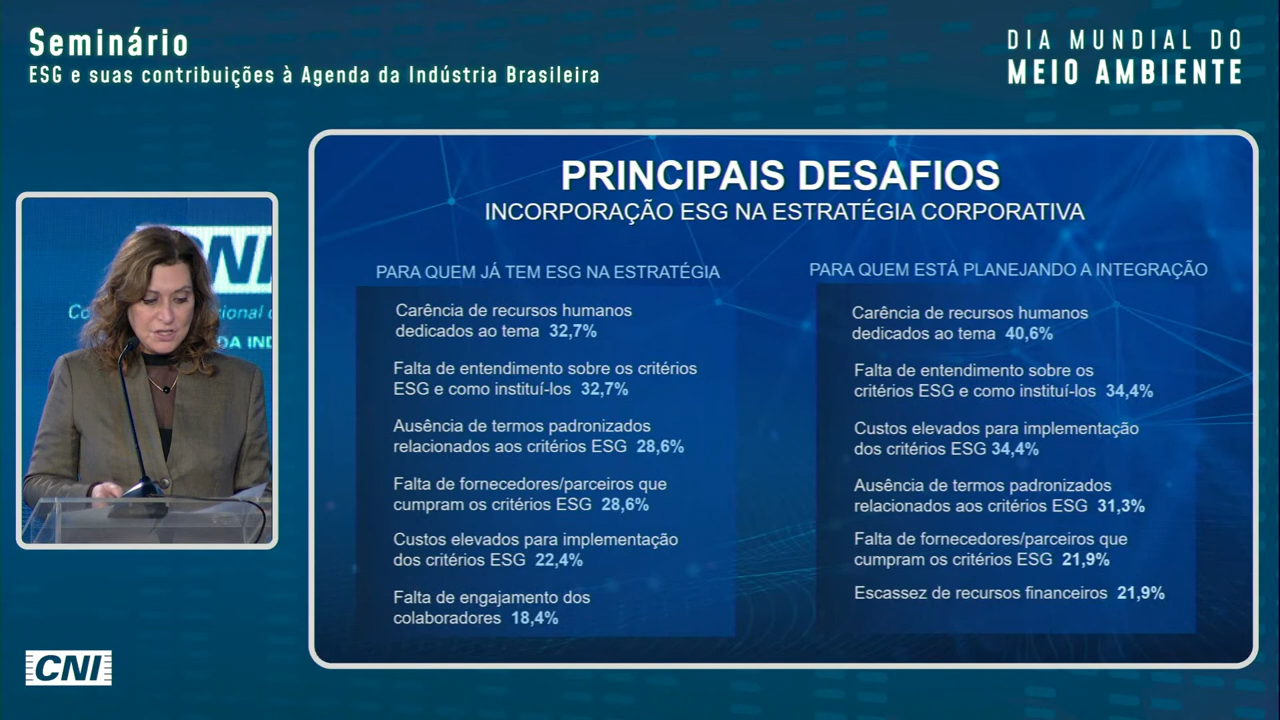 Seminário
ESG e suas contribuições à Agenda da Indústria Brasileira
DIA MUNDIAL DO
MEIO AMBIENTE
PRINCIPAIS DESAFIOS
INCORPORAÇÃO ESG NA ESTRATÉGIA CORPORATIVA
PARA QUEM JÁ TEM ESG NA ESTRATÉGIA
Carência de recursos humanos
dedicados ao tema 32,7%
Falta de entendimento sobre os critérios
ESG e como instituí-los 32,7%
Ausência de termos padronizados
relacionados aos critérios ESG 28,6%
Falta de fornecedores/parceiros que
cumpram os critérios ESG 28,6%
Custos elevados para implementação
dos critérios ESG 22,4%
Falta de engajamento dos
colaboradores 18,4%
PARA QUEM ESTÁ PLANEJANDO A INTEGRAÇÃO
Carência de recursos humanos
dedicados ao tema 40,6%
Falta de entendimento sobre os
critérios ESG e como instituí-los 34,4%
Custos elevados para implementação
dos critérios ESG 34,4%
Ausência de termos padronizados
relacionados aos critérios ESG 31,3%
Falta de fornecedores/parceiros que
cumpram os critérios ESG 21,9%
Escassez de recursos financeiros 21,9%
CNI